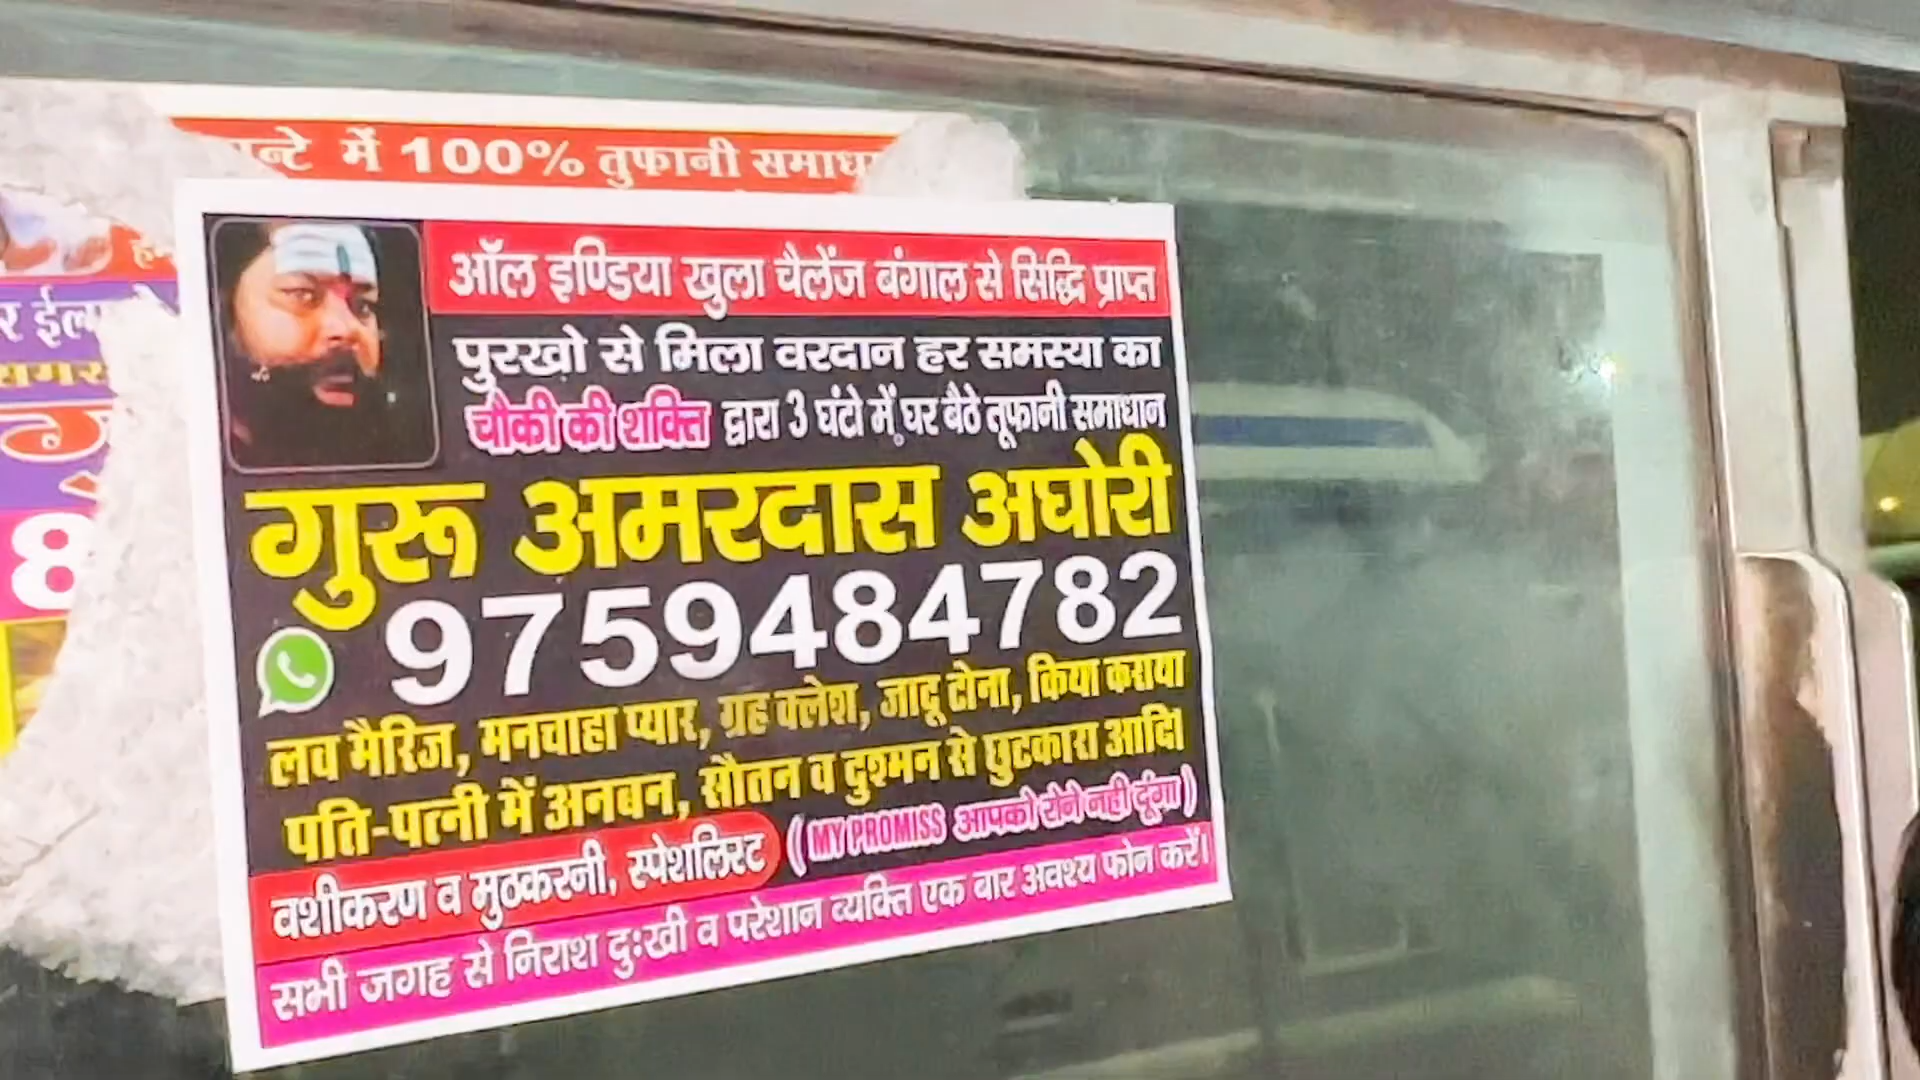 में 100% तुफानी
ऑल इण्डिया खुला चैलेंज बंगाल से सिद्धि प्राप्त
पुरखो से मिला वरदान हर समस्या का
चौकी की शक्ति द्वारा 3 घंटो में घर बैठे तूफानी समाधान
गुरू अमरदास अघोरी
9759484782
लव मैरिज, मनचाहा प्यार, ग्रह क्लेश, जादू टोना, किया कराया
पति-पत्नी में अनबन, सौतन व दुश्मन से छुटकारा आदि।
वशीकरण व मुठकरनी, स्पेशलिस्ट (MY PROMISS आपको रोने नही दूंगा)
सभी जगह से निराश दुःखी व परेशान व्यक्ति एक बार अवश्य फोन करें।